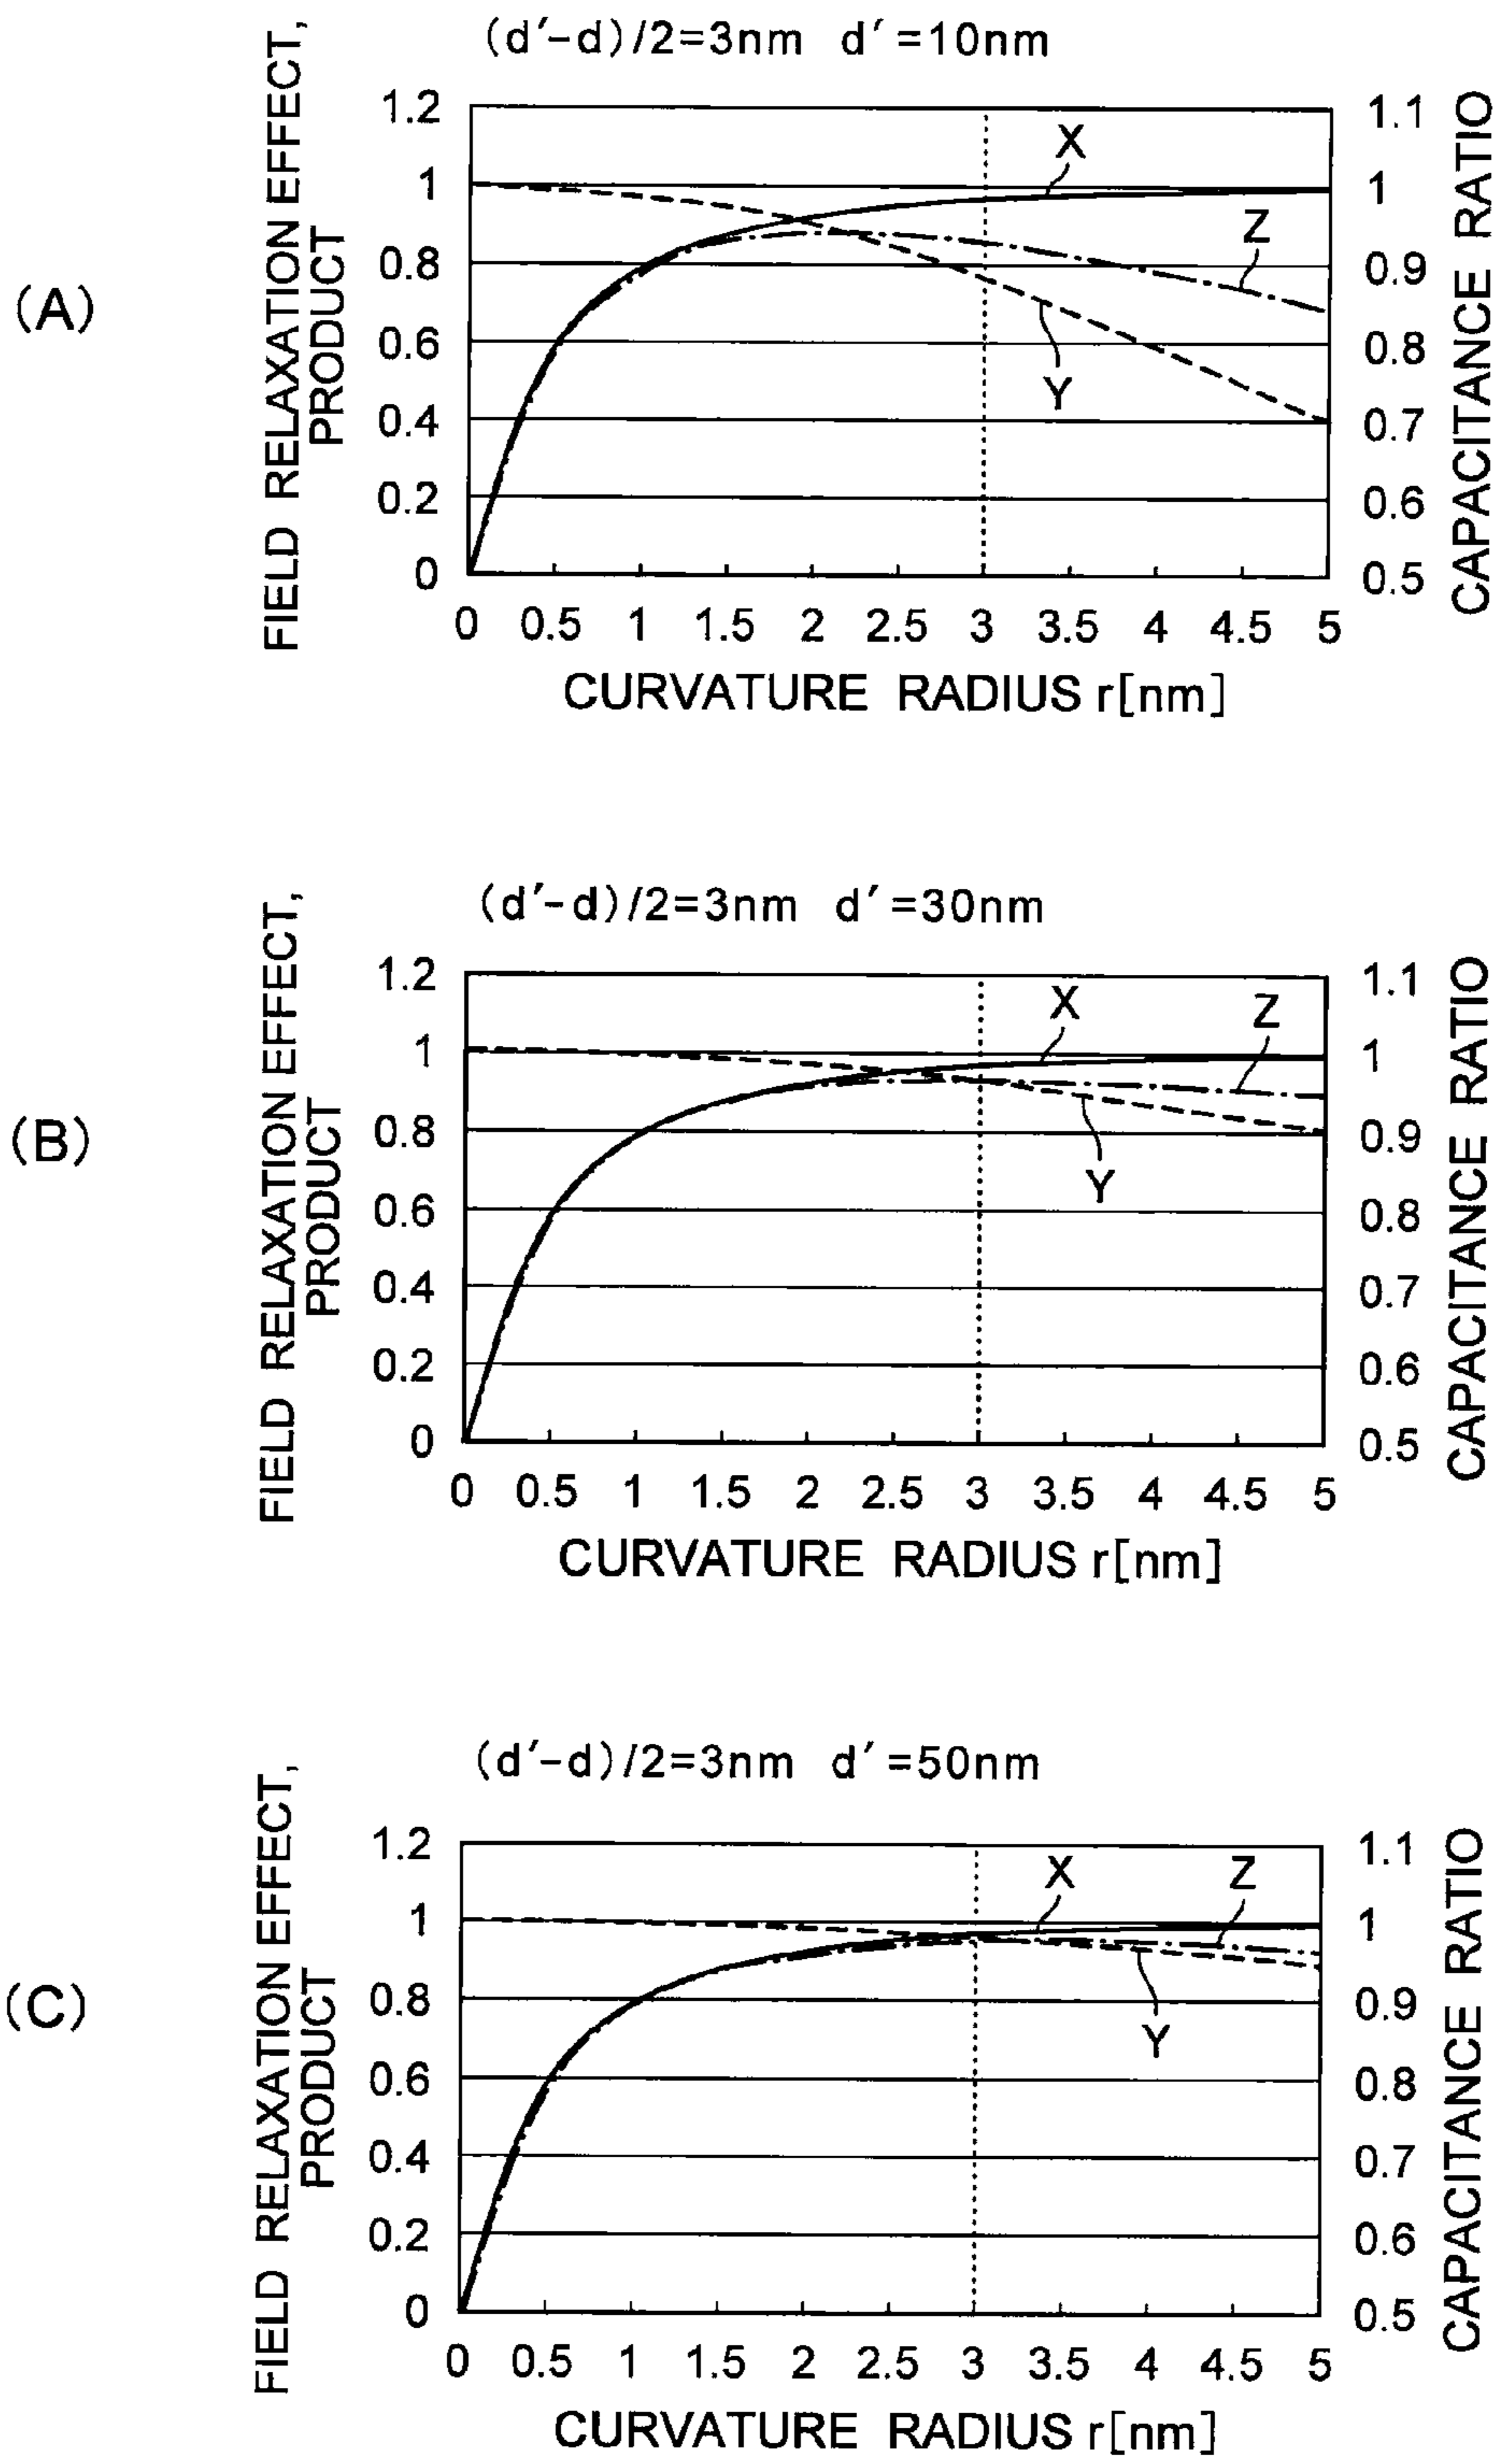 (A)
(d′-d)/2=3nm d′=10nm
FIELD RELAXATION EFFECT,
PRODUCT
1.2
1
0.8
0.6
0.4
0.2
0
CAPACITANCE RATIO
1.1
1
0.9
0.8
0.7
0.6
0.5
X
Z
Y
0 0.5 1 1.5 2 2.5 3 3.5 4 4.5 5
CURVATURE RADIUS r[nm]
(B)
(d′-d)/2=3nm d′=30nm
FIELD RELAXATION EFFECT,
PRODUCT
1.2
1
0.8
0.6
0.4
0.2
0
CAPACITANCE RATIO
1.1
1
0.9
0.8
0.7
0.6
0.5
X
Z
Y
0 0.5 1 1.5 2 2.5 3 3.5 4 4.5 5
CURVATURE RADIUS r[nm]
(C)
(d′-d)/2=3nm d′=50nm
FIELD RELAXATION EFFECT,
PRODUCT
1.2
1
0.8
0.6
0.4
0.2
0
CAPACITANCE RATIO
1.1
1
0.9
0.8
0.7
0.6
0.5
X
Z
Y
0 0.5 1 1.5 2 2.5 3 3.5 4 4.5 5
CURVATURE RADIUS r[nm]